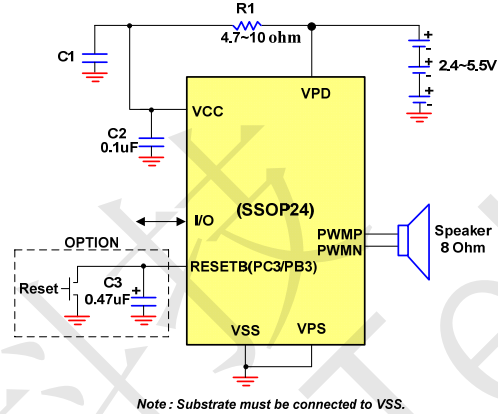 R1
4.7~10 ohm
C1
2.4~5.5V
VPD
VCC
C2
0.1uF
I/O
(SSOP24)
OPTION
PWMP
PWMN
Speaker
8 Ohm
RESETB(PC3/PB3)
Reset
C3
0.47uF
VSS
VPS
Note : Substrate must be connected to VSS.